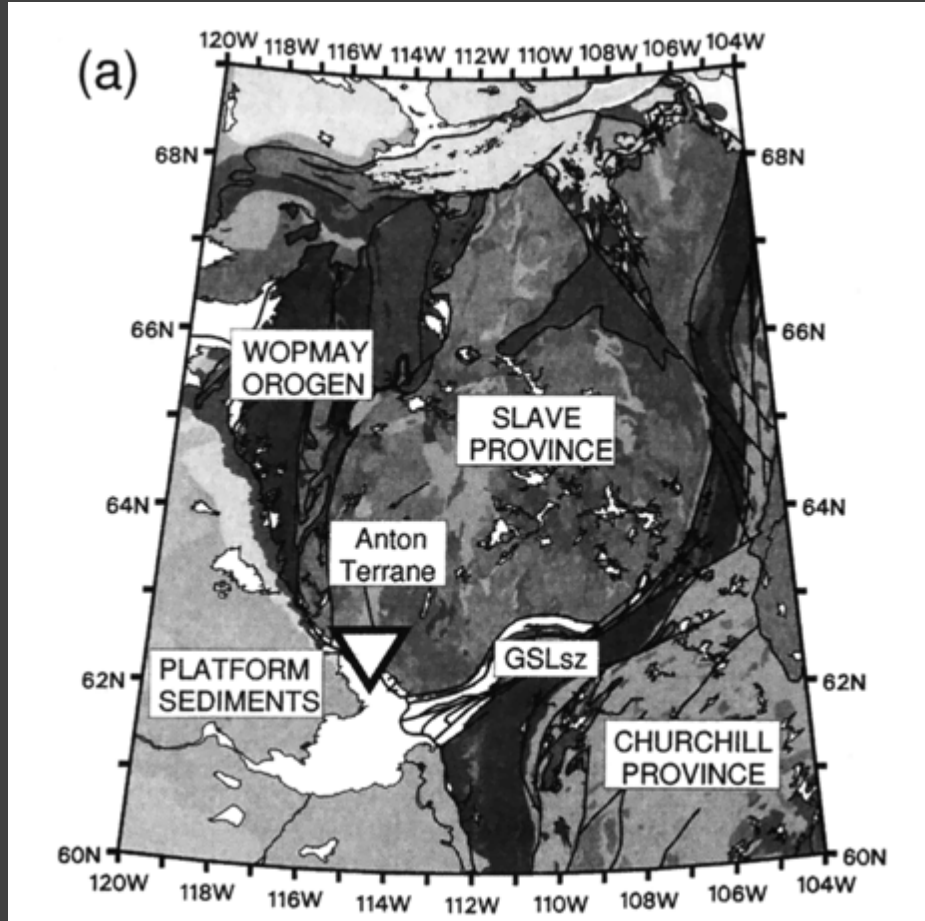 (a)
120W 118W 116W 114W 112W 110W 108W 106W 104W
68N 68N
66N 66N
WOPMAY
OROGEN
SLAVE
PROVINCE
64N 64N
Anton
Terrane
GSLsz
PLATFORM
SEDIMENTS
62N 62N
CHURCHILL
PROVINCE
60N 60N
120W 118W 116W 114W 112W 110W 108W 106W 104W